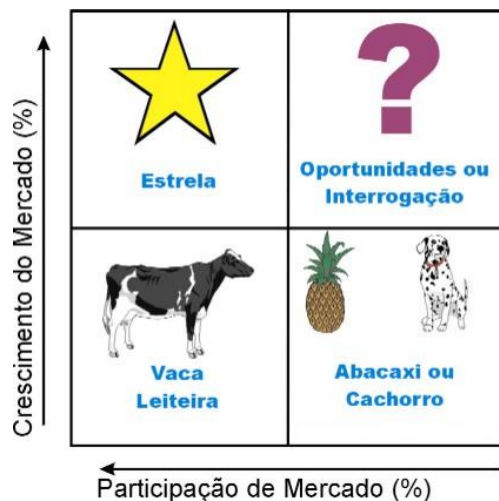 Crescimento do Mercado (%)
?
Estrela
Oportunidades ou
Interrogação
Vaca
Leiteira
Abacaxi ou
Cachorro
Participação de Mercado (%)